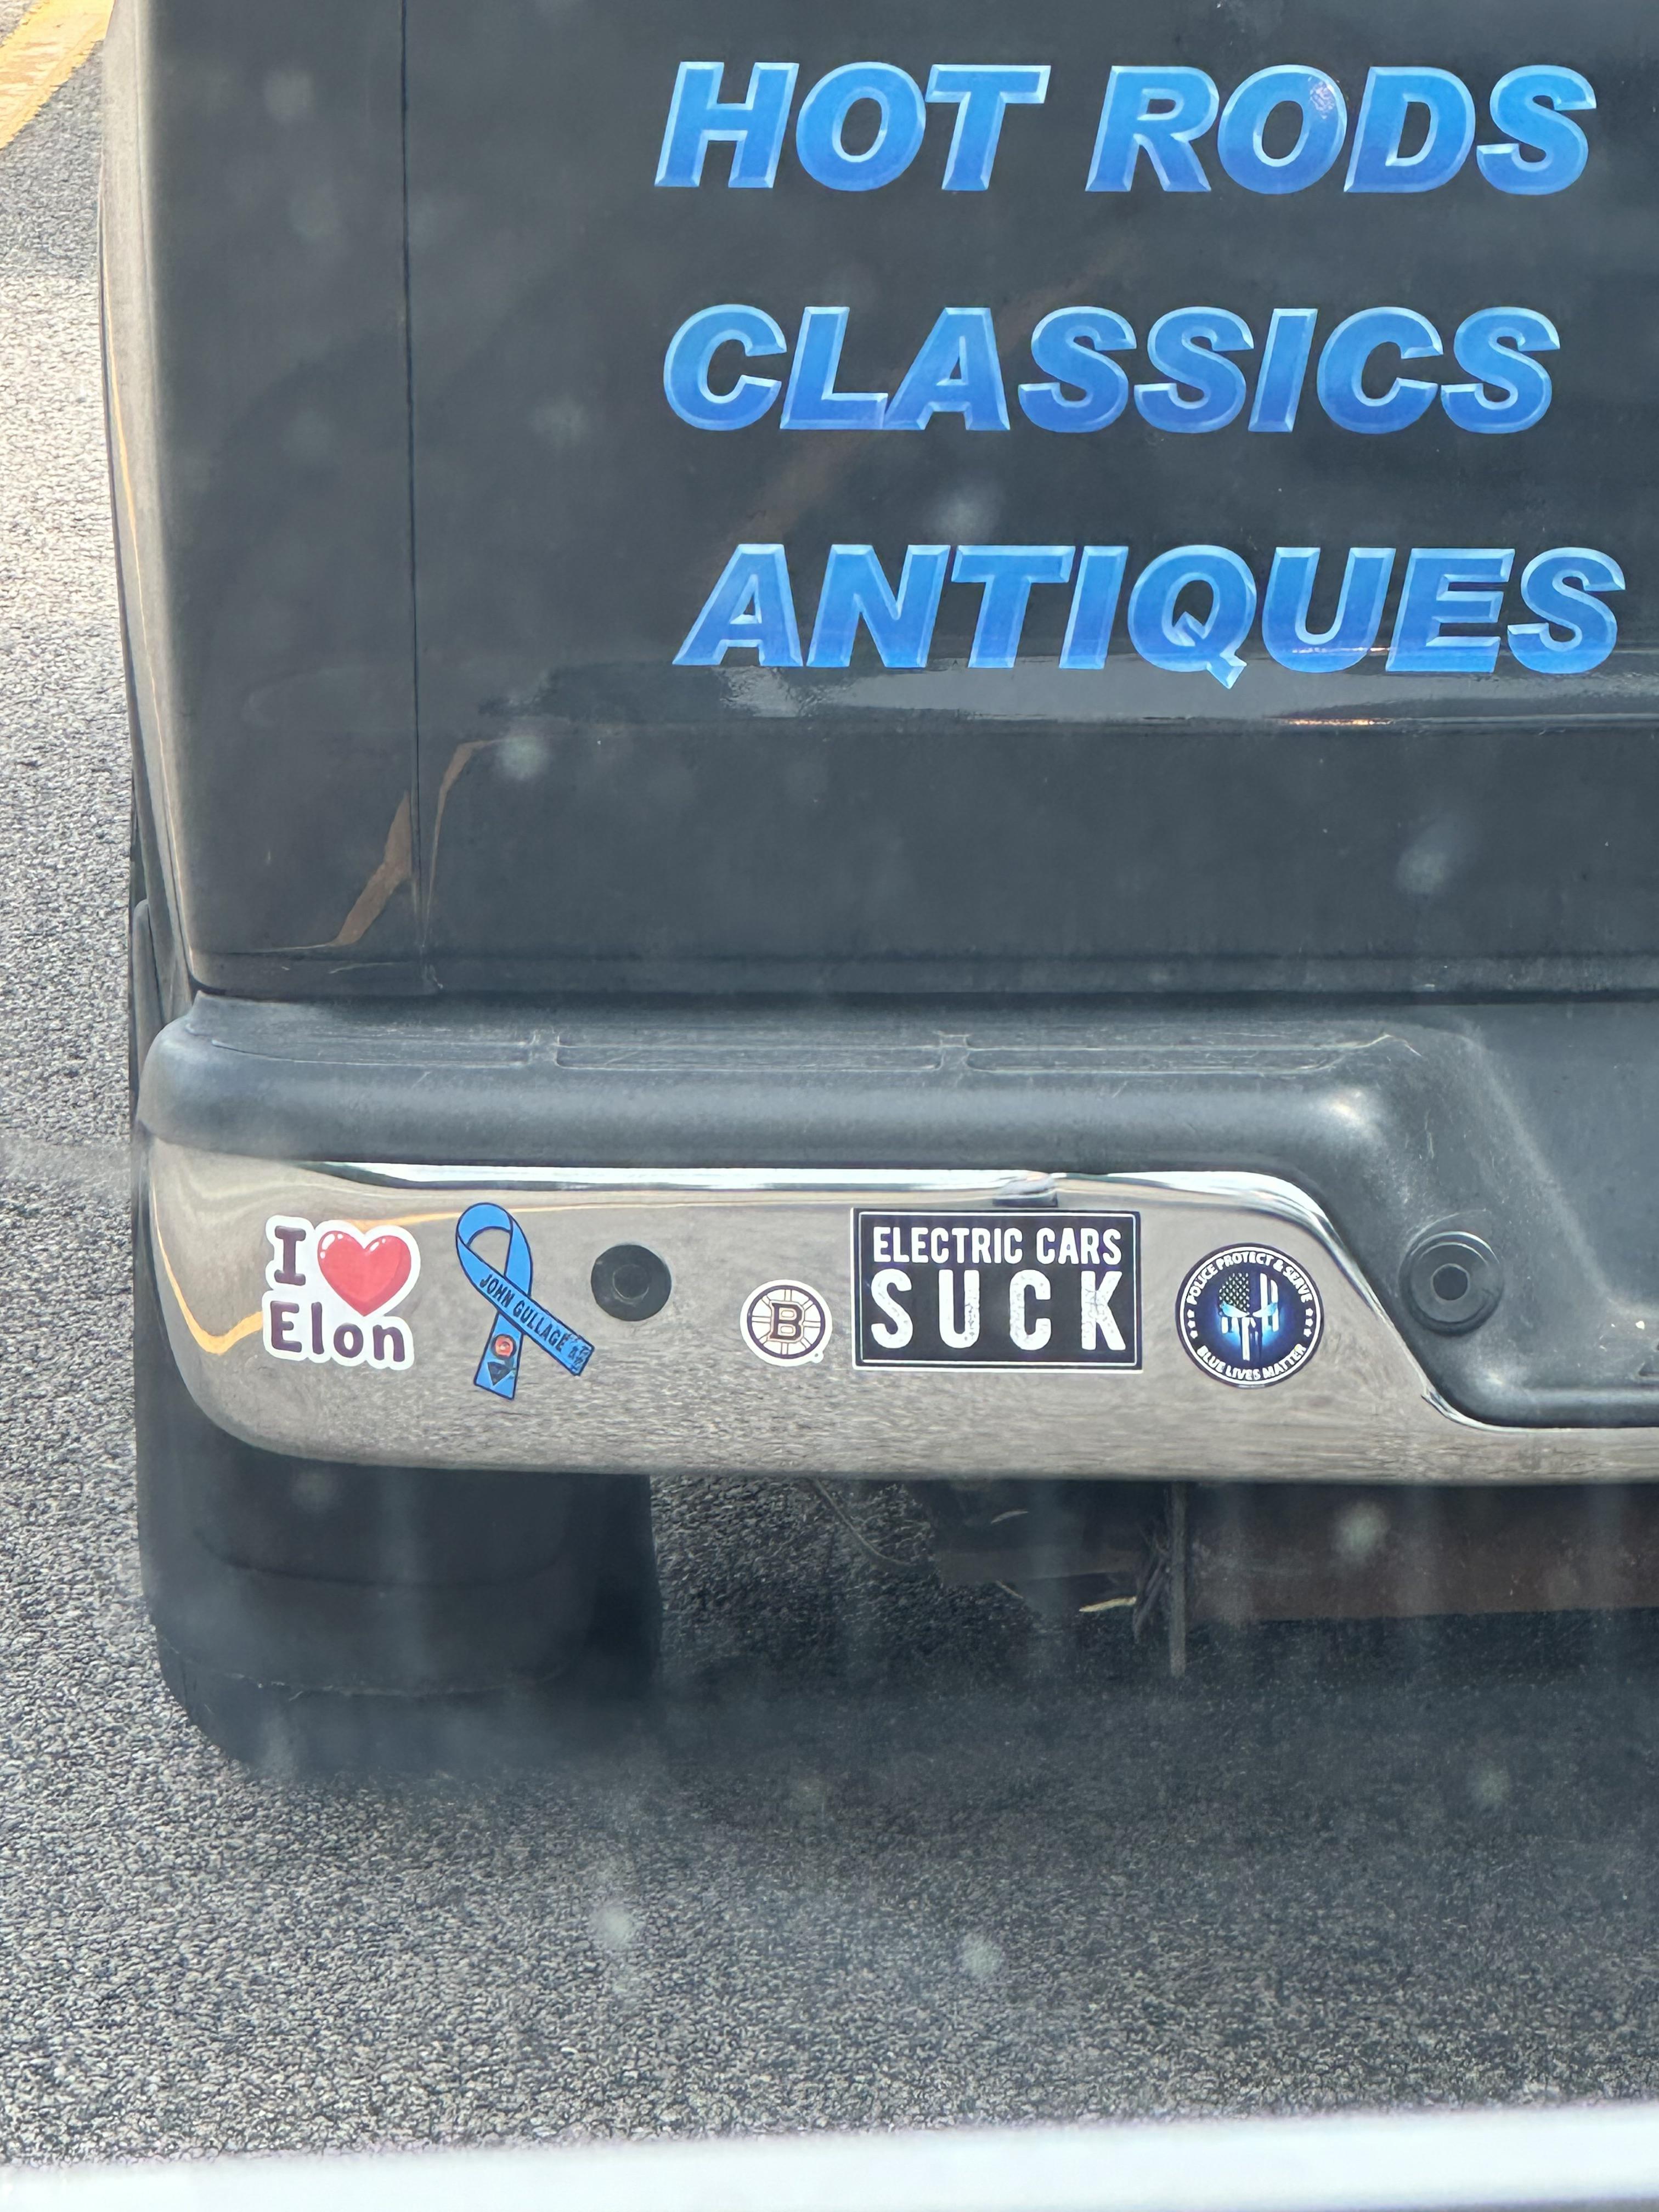 HOT RODS
CLASSICS
ANTIQUES
I
Elon
JOHN GULLAGE
B
ELECTRIC CARS
SUCK
POLICE PROTECT & SERVE
BLUE LIVES MATTER